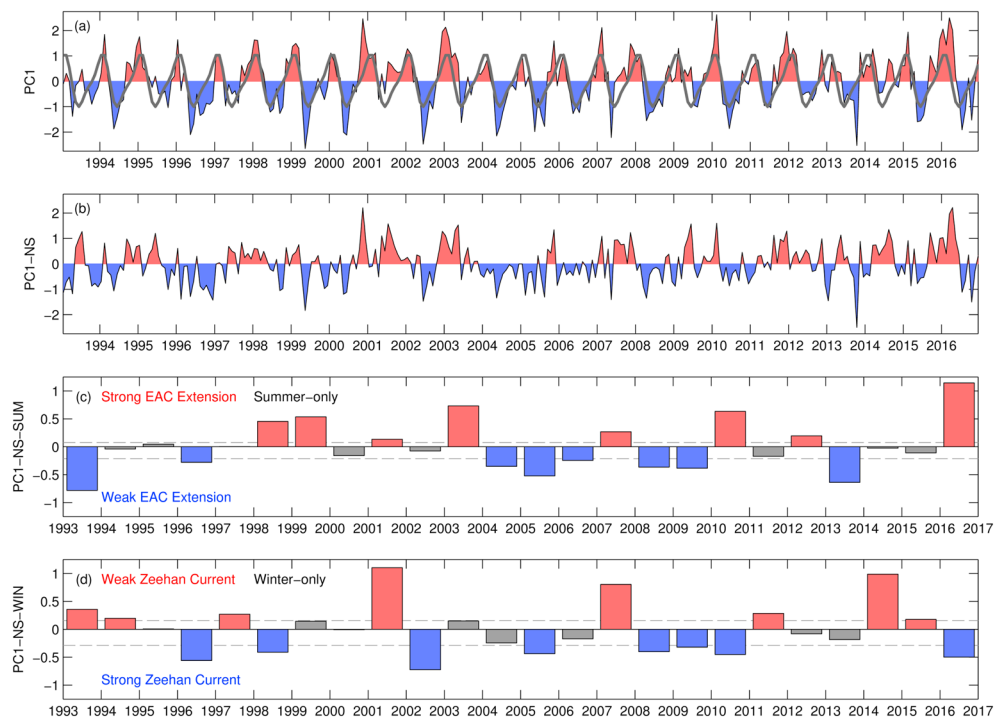 (a)
PC1
2
1
0
−1
−2
1994 1995 1996 1997 1998 1999 2000 2001 2002 2003 2004 2005 2006 2007 2008 2009 2010 2011 2012 2013 2014 2015 2016
(b)
PC1−NS
2
1
0
−1
−2
1994 1995 1996 1997 1998 1999 2000 2001 2002 2003 2004 2005 2006 2007 2008 2009 2010 2011 2012 2013 2014 2015 2016
(c) Strong EAC Extension Summer−only
PC1−NS−SUM
1
0.5
0
−0.5
−1
Weak EAC Extension
1993 1994 1995 1996 1997 1998 1999 2000 2001 2002 2003 2004 2005 2006 2007 2008 2009 2010 2011 2012 2013 2014 2015 2016 2017
(d) Weak Zeehan Current Winter−only
PC1−NS−WIN
1
0.5
0
−0.5
−1
Strong Zeehan Current
1993 1994 1995 1996 1997 1998 1999 2000 2001 2002 2003 2004 2005 2006 2007 2008 2009 2010 2011 2012 2013 2014 2015 2016 2017